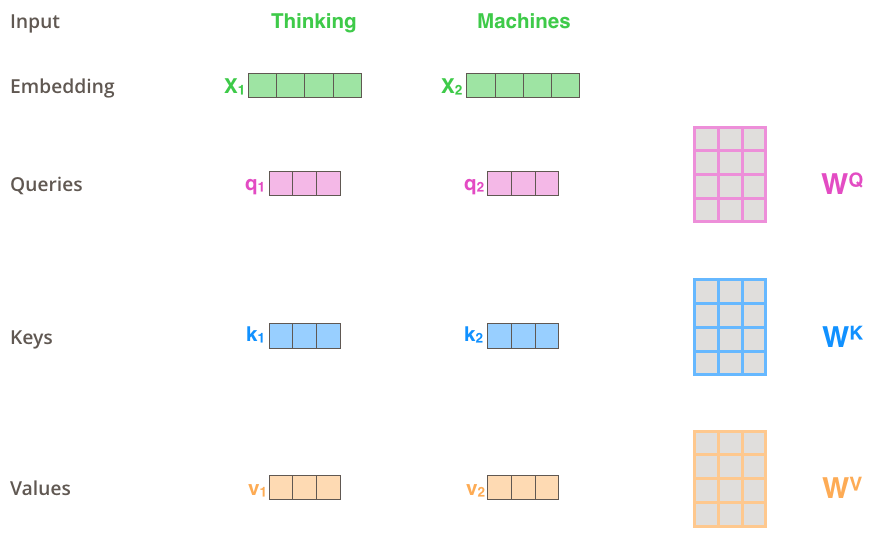 Input Thinking Machines
Embedding X1 X2
Queries q1 q2 WQ
Keys k1 k2 WK
Values v1 v2 WV